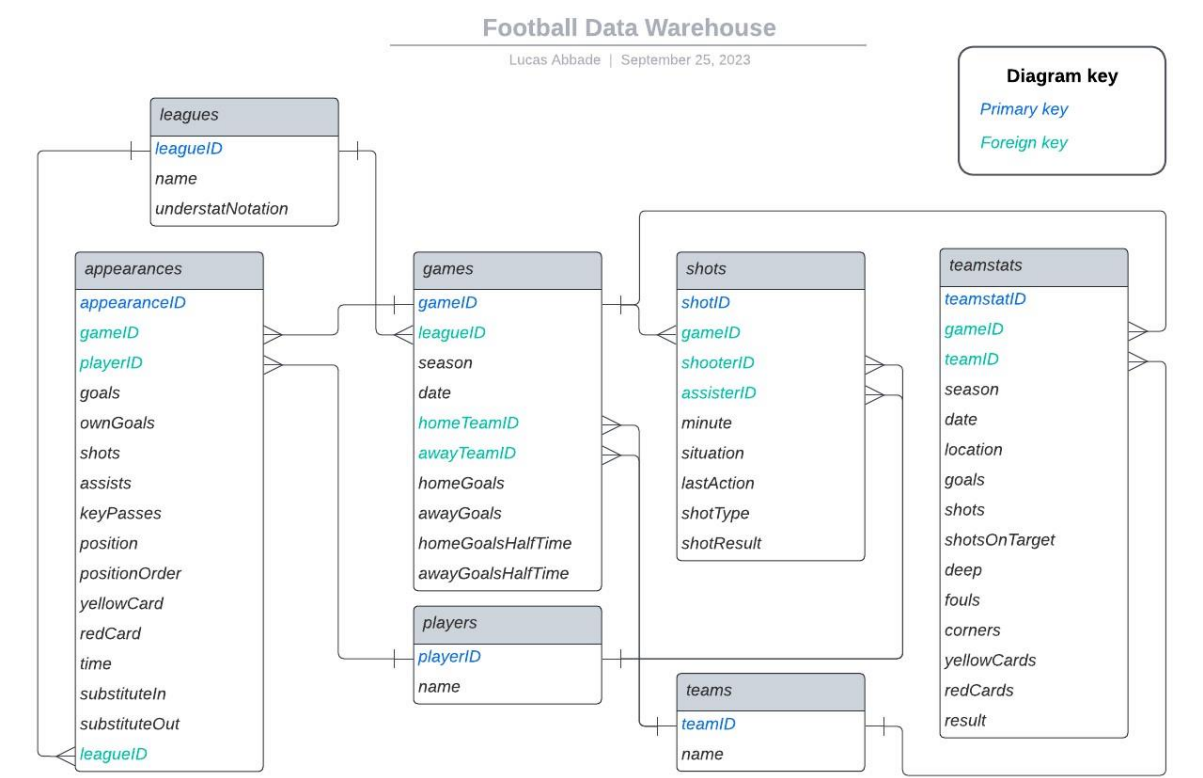 Football Data Warehouse
Lucas Abbade | September 25, 2023
Diagram key
Primary key
Foreign key
leagues
leagueID
name
understatNotation
appearances
appearanceID
gameID
playerID
goals
ownGoals
shots
assists
keyPasses
position
positionOrder
yellowCard
redCard
time
substituteIn
substituteOut
leagueID
games
gameID
leagueID
season
date
homeTeamID
awayTeamID
homeGoals
awayGoals
homeGoalsHalfTime
awayGoalsHalfTime
players
playerID
name
shots
shotID
gameID
shooterID
assisterID
minute
situation
lastAction
shotType
shotResult
teams
teamID
name
teamstats
teamstatID
gameID
teamID
season
date
location
goals
shots
shotsOnTarget
deep
fouls
corners
yellowCards
redCards
result